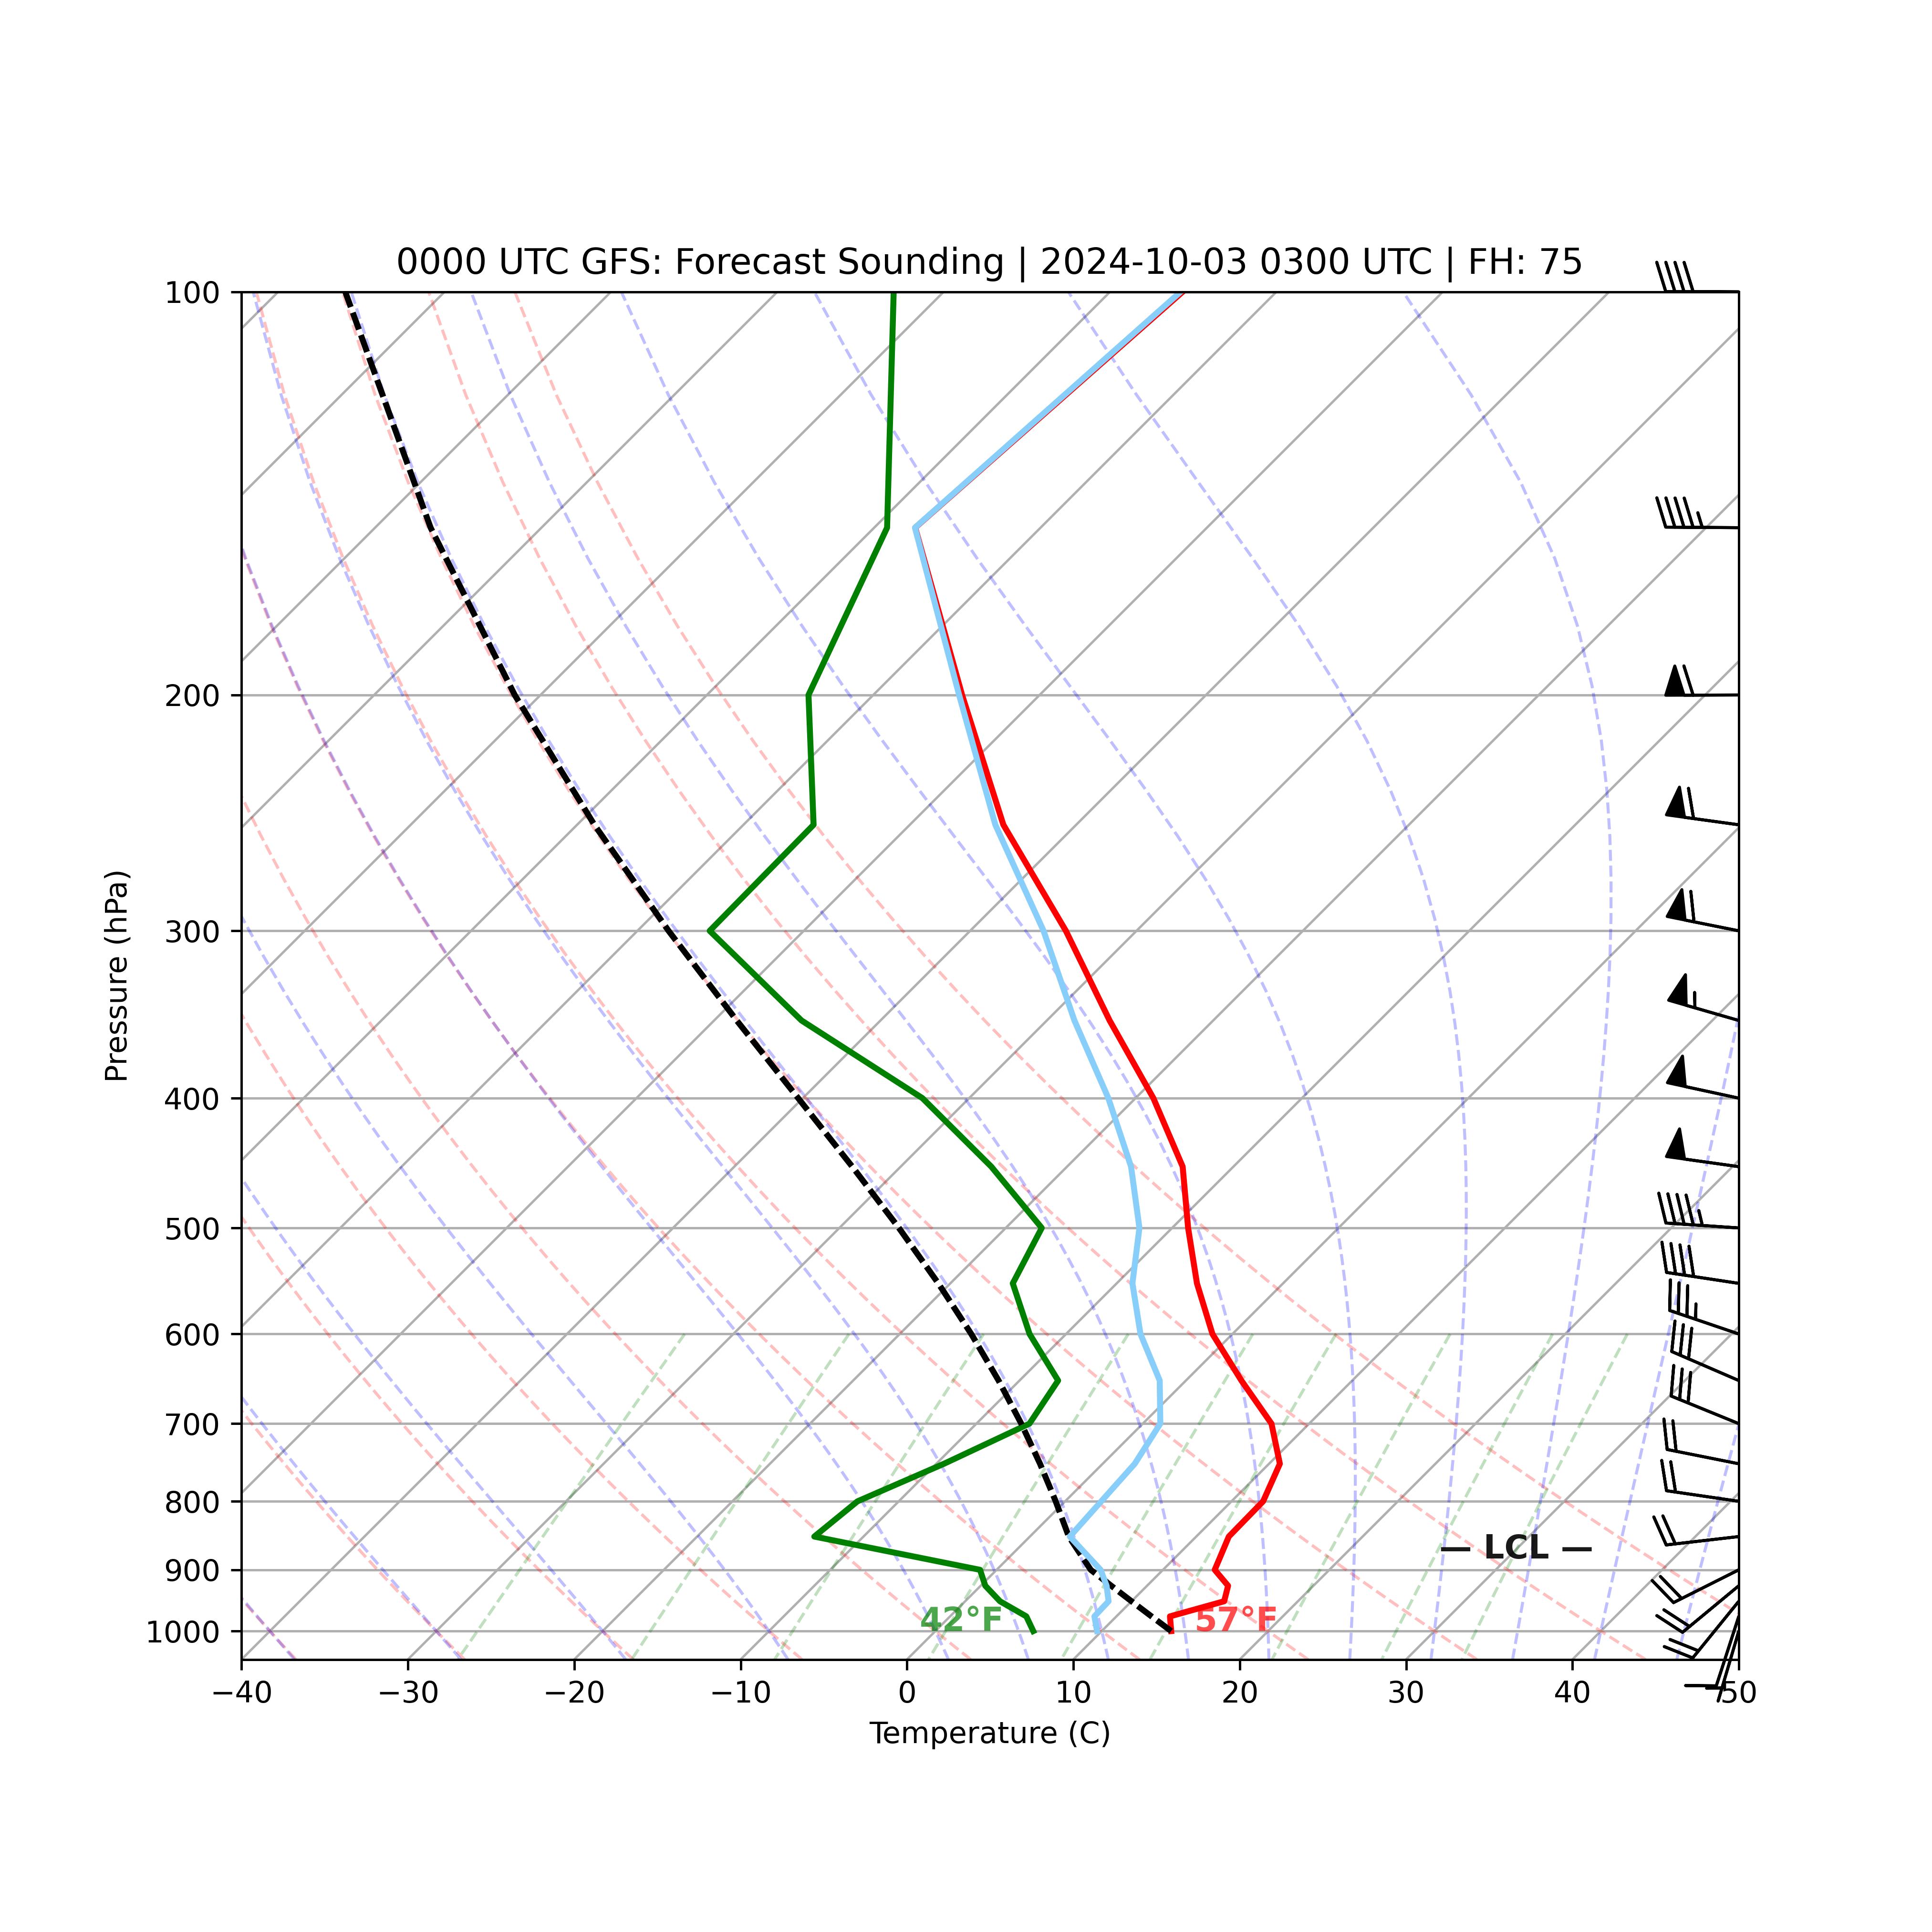 0000 UTC GFS: Forecast Sounding | 2024-10-03 0300 UTC | FH: 75
100
200
300
400
500
600
700
800
900
1000
Pressure (hPa)
— LCL —
42°F
57°F
−40 −30 −20 −10 0 10 20 30 40 50
Temperature (C)